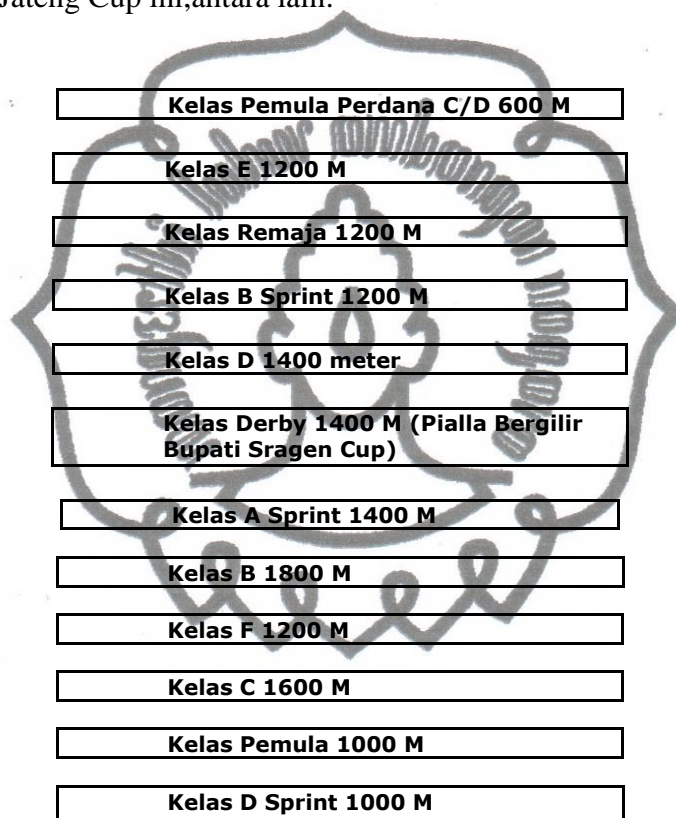 Jateng Cup ini,antara lain:
Kelas Pemula Perdana C/D 600 M
Kelas E 1200 M
Kelas Remaja 1200 M
Kelas B Sprint 1200 M
Kelas D 1400 meter
Kelas Derby 1400 M (Pialla Bergilir
Bupati Sragen Cup)
Kelas A Sprint 1400 M
Kelas B 1800 M
Kelas F 1200 M
Kelas C 1600 M
Kelas Pemula 1000 M
Kelas D Sprint 1000 M